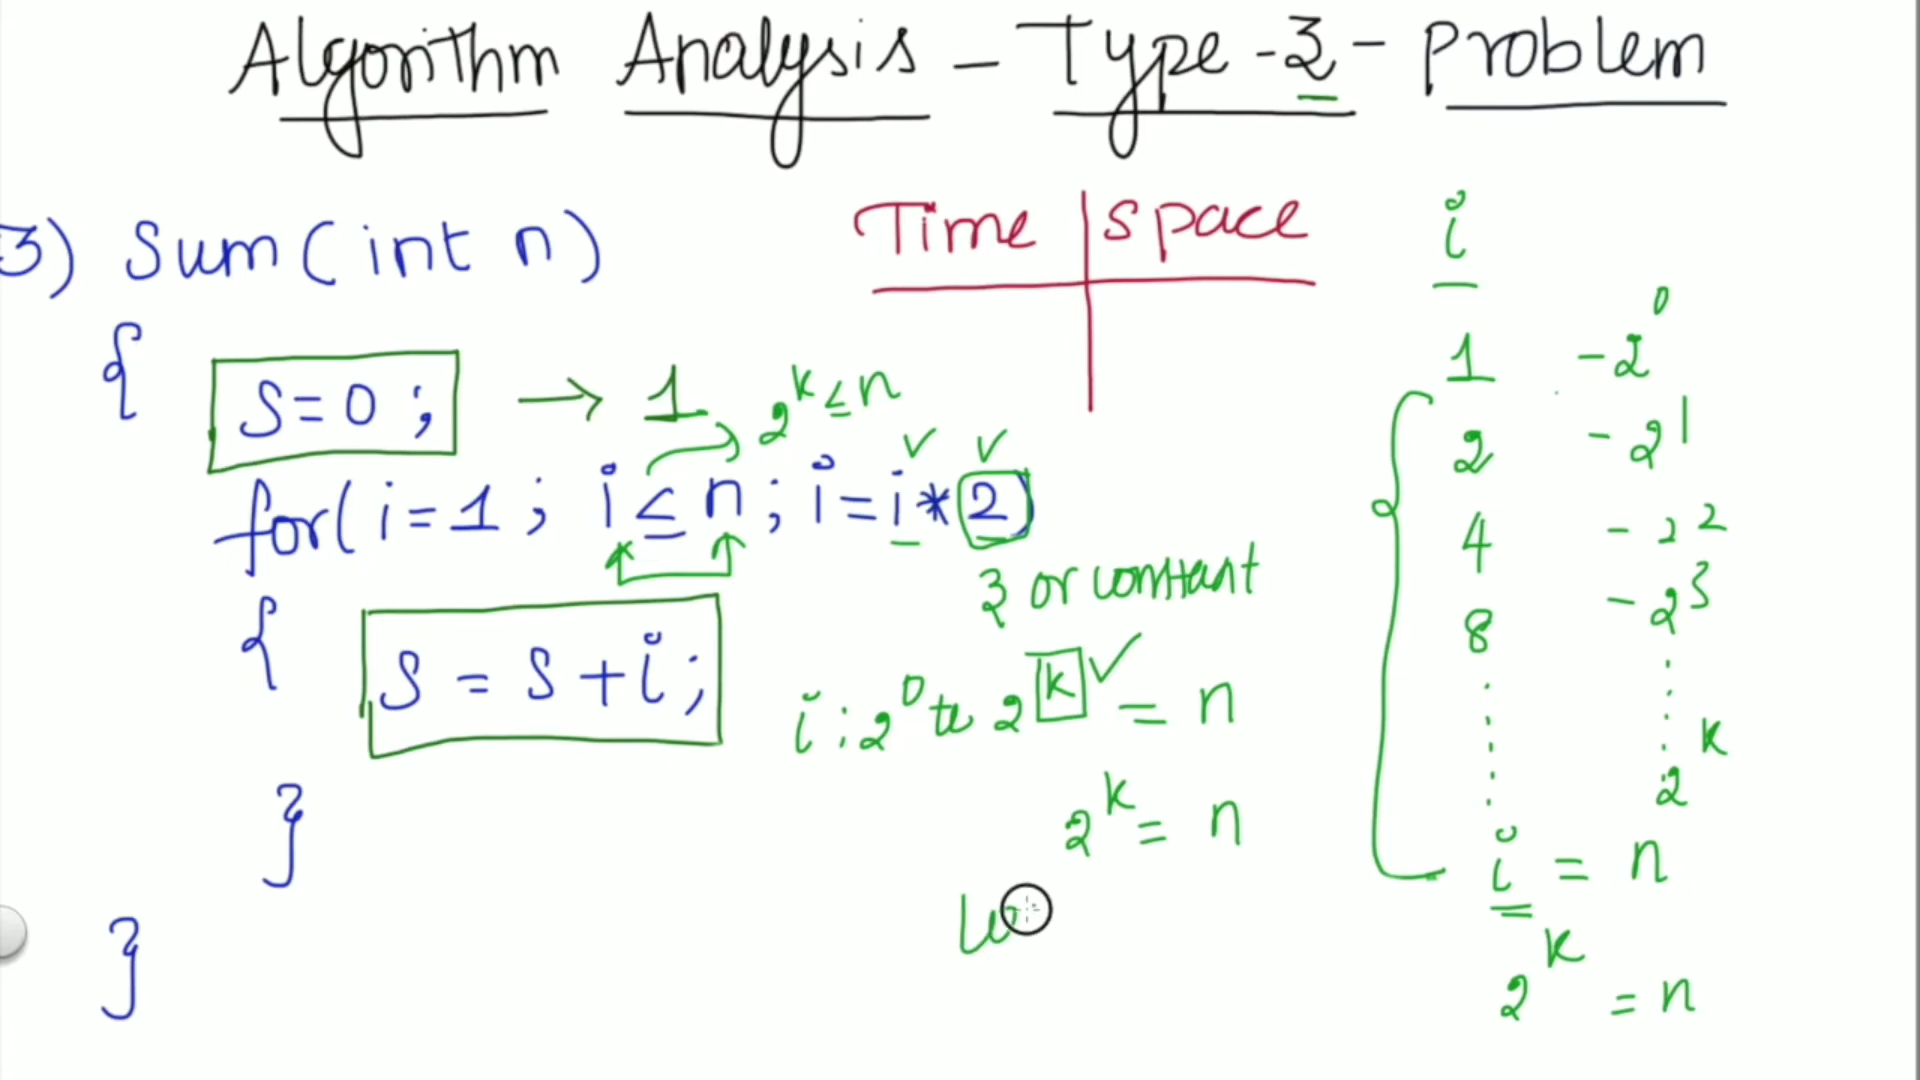 Algorithm Analysis - Type -3- Problem
3) Sum(int n)
Time | space
{
S = 0 ; → 1
2^k ≤ n
for( i = 1 ; i ≤ n ; i = i * 2)
3 or constant
{
S = S + i ;
i : 2^0 to 2^k = n
}
2^k = n
}
i
1 - 2^0
2 - 2^1
4 - 2^2
8 - 2^3
2^k
i = n
2^k = n